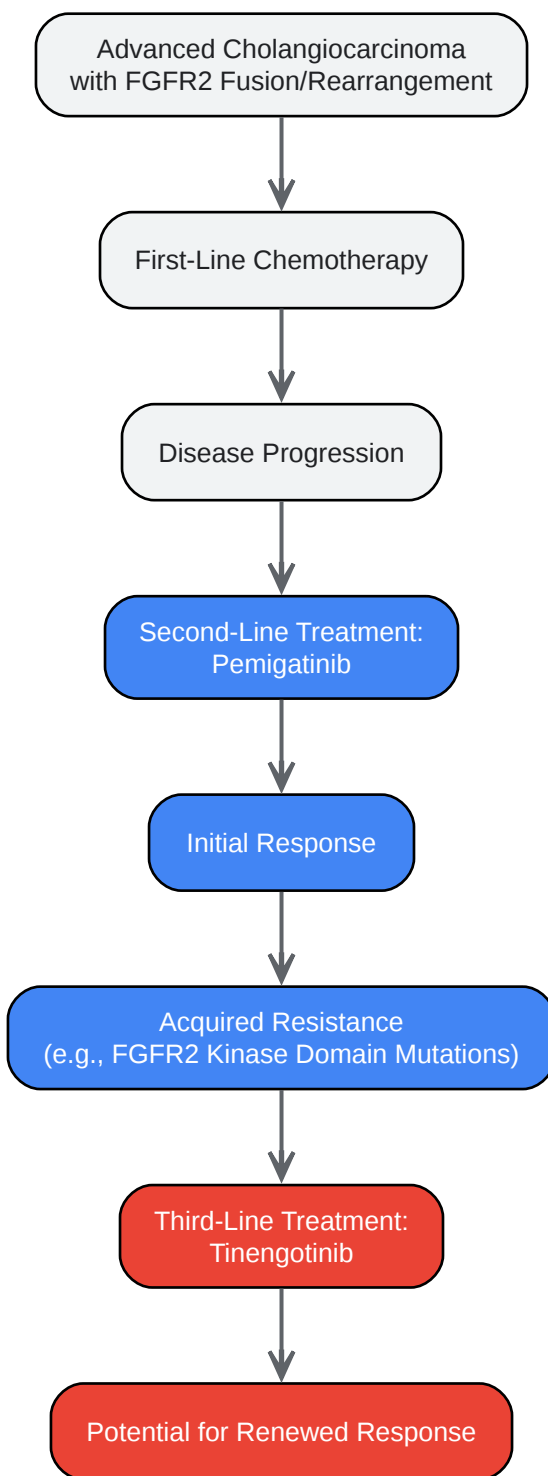 Advanced Cholangiocarcinoma
with FGFR2 Fusion/Rearrangement
First-Line Chemotherapy
Disease Progression
Second-Line Treatment:
Pemigatinib
Initial Response
Acquired Resistance
(e.g., FGFR2 Kinase Domain Mutations)
Third-Line Treatment:
Tinengotinib
Potential for Renewed Response